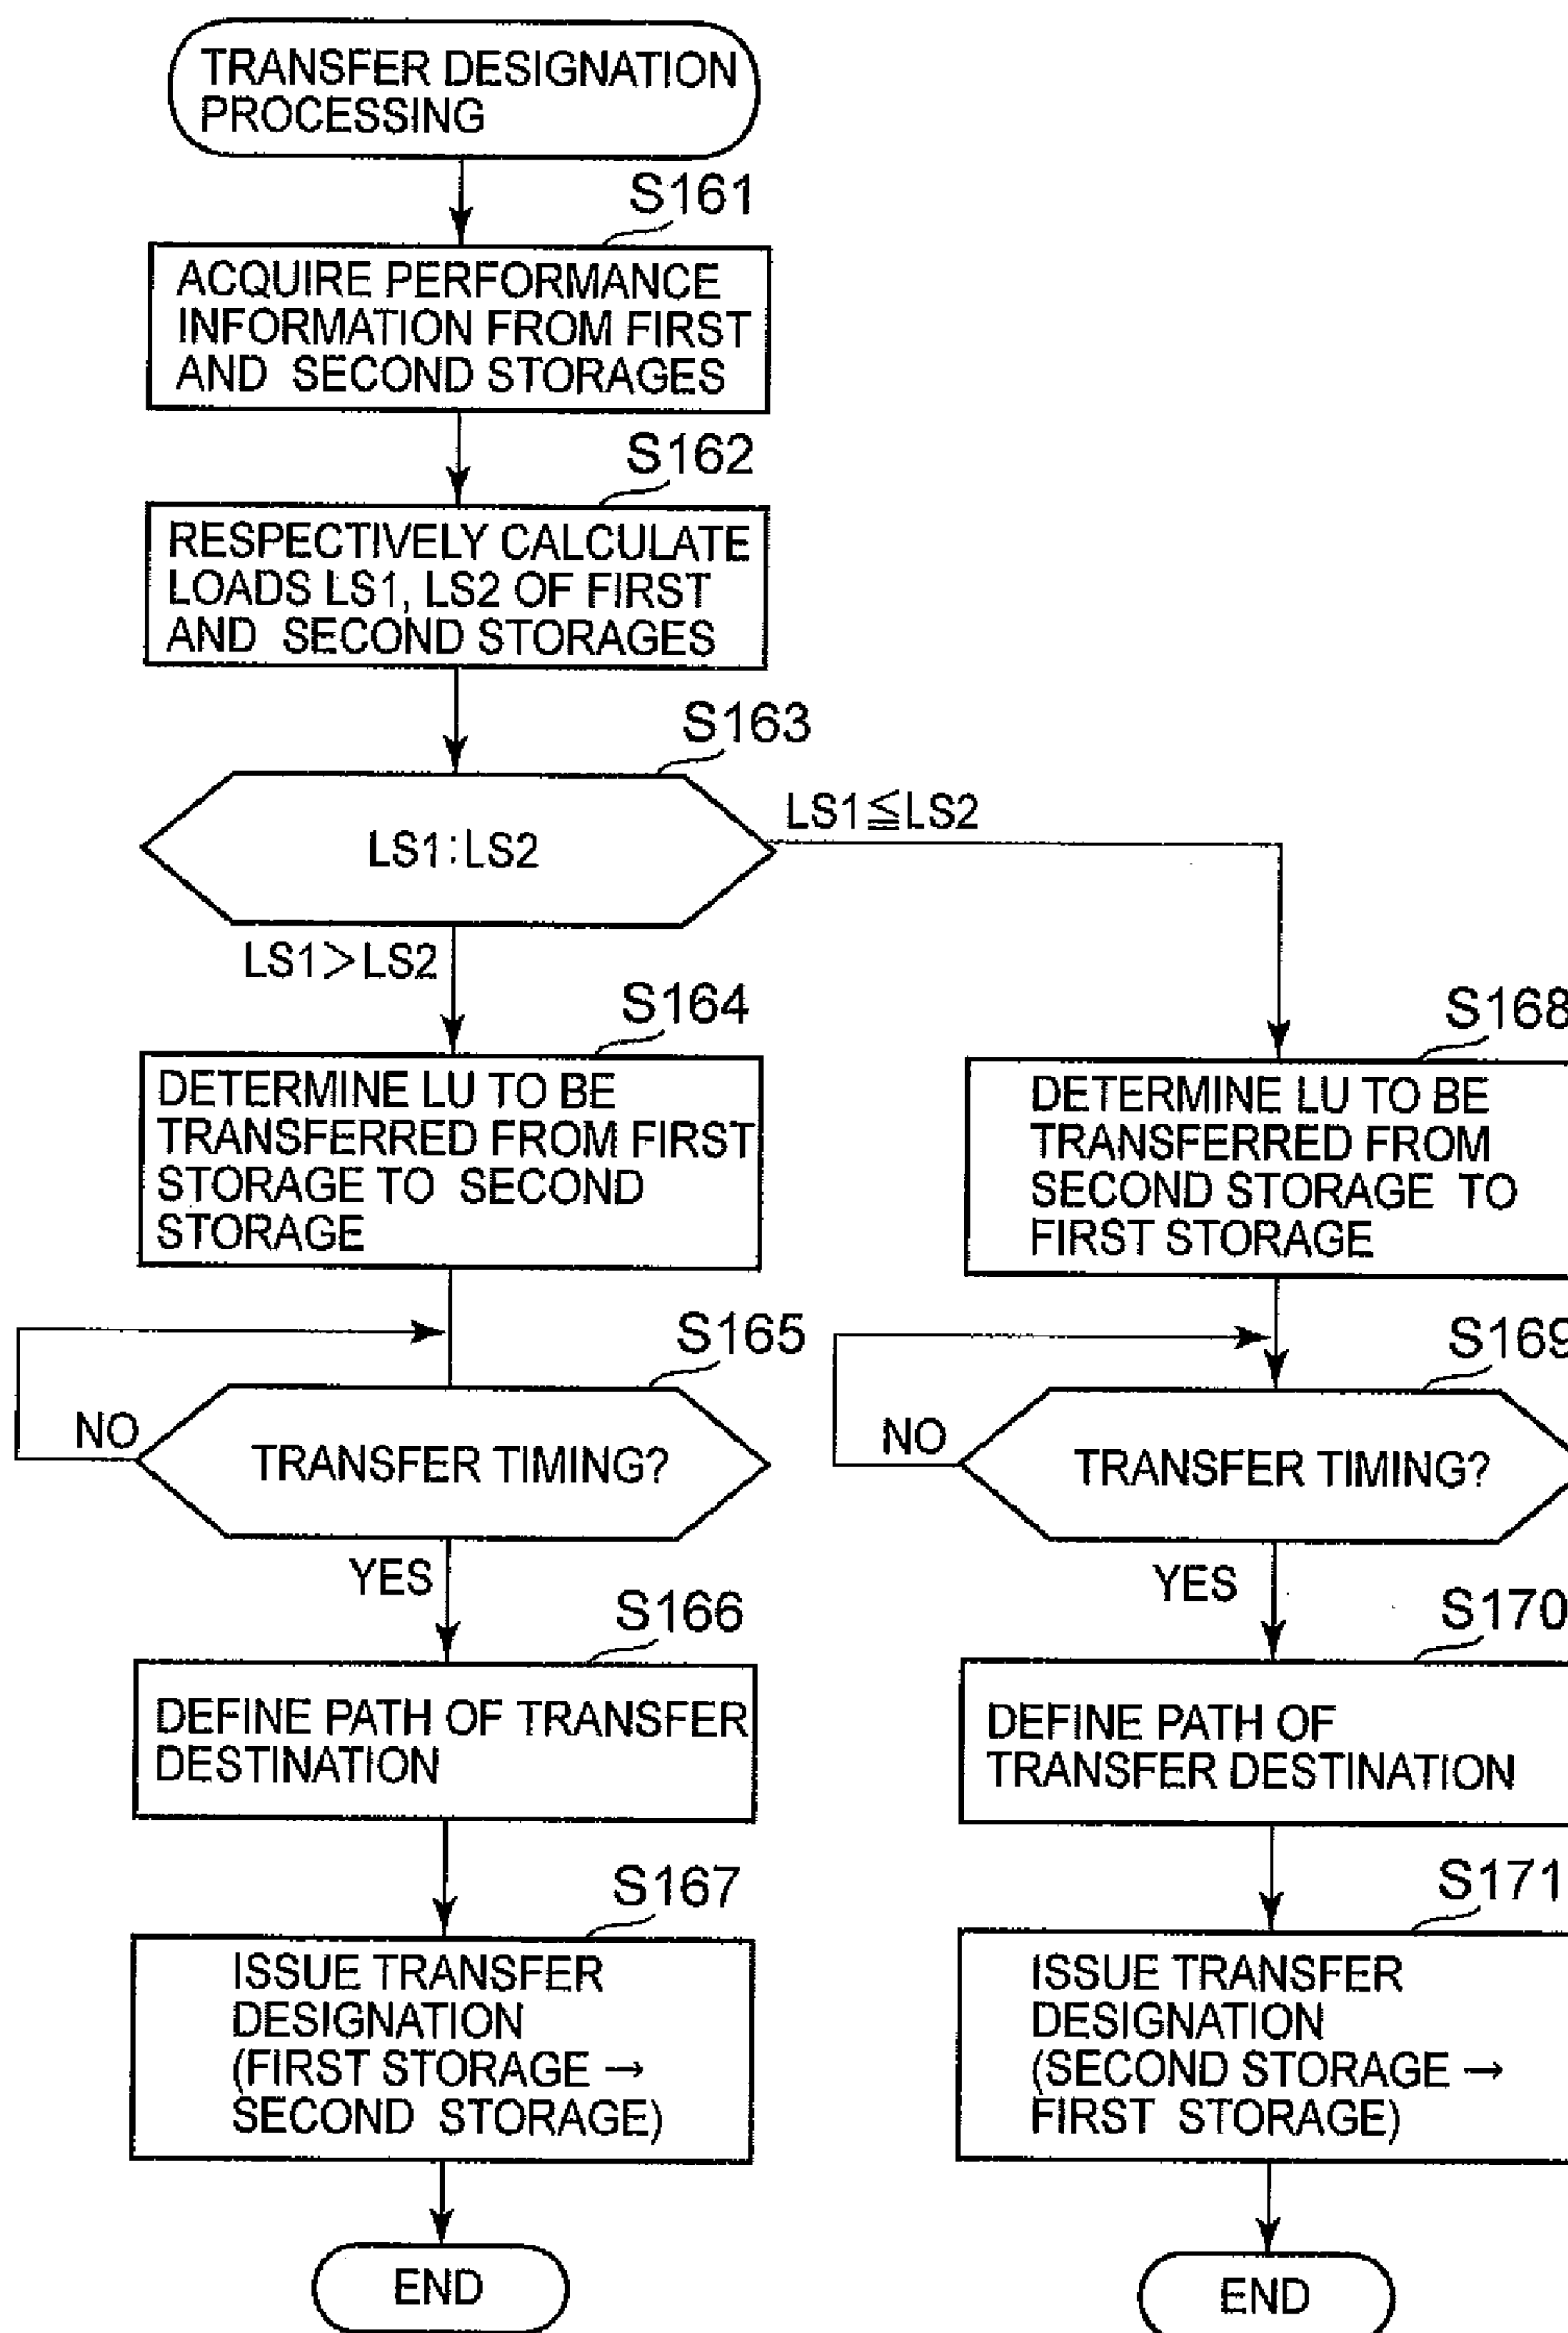 TRANSFER DESIGNATION
PROCESSING
S161
ACQUIRE PERFORMANCE
INFORMATION FROM FIRST
AND SECOND STORAGES
S162
RESPECTIVELY CALCULATE
LOADS LS1, LS2 OF FIRST
AND SECOND STORAGES
S163
LS1:LS2
LS1≦LS2
LS1>LS2
S164
DETERMINE LU TO BE
TRANSFERRED FROM FIRST
STORAGE TO SECOND
STORAGE
S165
NO
TRANSFER TIMING?
YES
S166
DEFINE PATH OF TRANSFER
DESTINATION
S167
ISSUE TRANSFER
DESIGNATION
(FIRST STORAGE →
SECOND STORAGE)
END
S168
DETERMINE LU TO BE
TRANSFERRED FROM
SECOND STORAGE TO
FIRST STORAGE
S169
NO
TRANSFER TIMING?
YES
S170
DEFINE PATH OF
TRANSFER DESTINATION
S171
ISSUE TRANSFER
DESIGNATION
(SECOND STORAGE →
FIRST STORAGE)
END